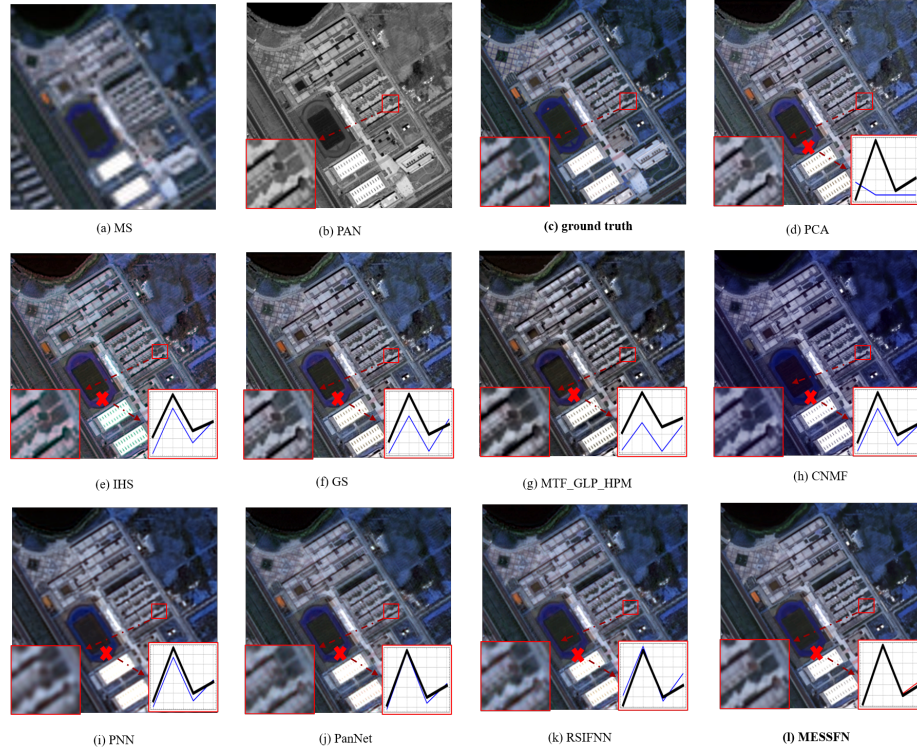 (a) MS
(b) PAN
(c) ground truth
(d) PCA
(e) IHS
(f) GS
(g) MTF_GLP_HPM
(h) CNMF
(i) PNN
(j) PanNet
(k) RSIFNN
(l) MESSFN